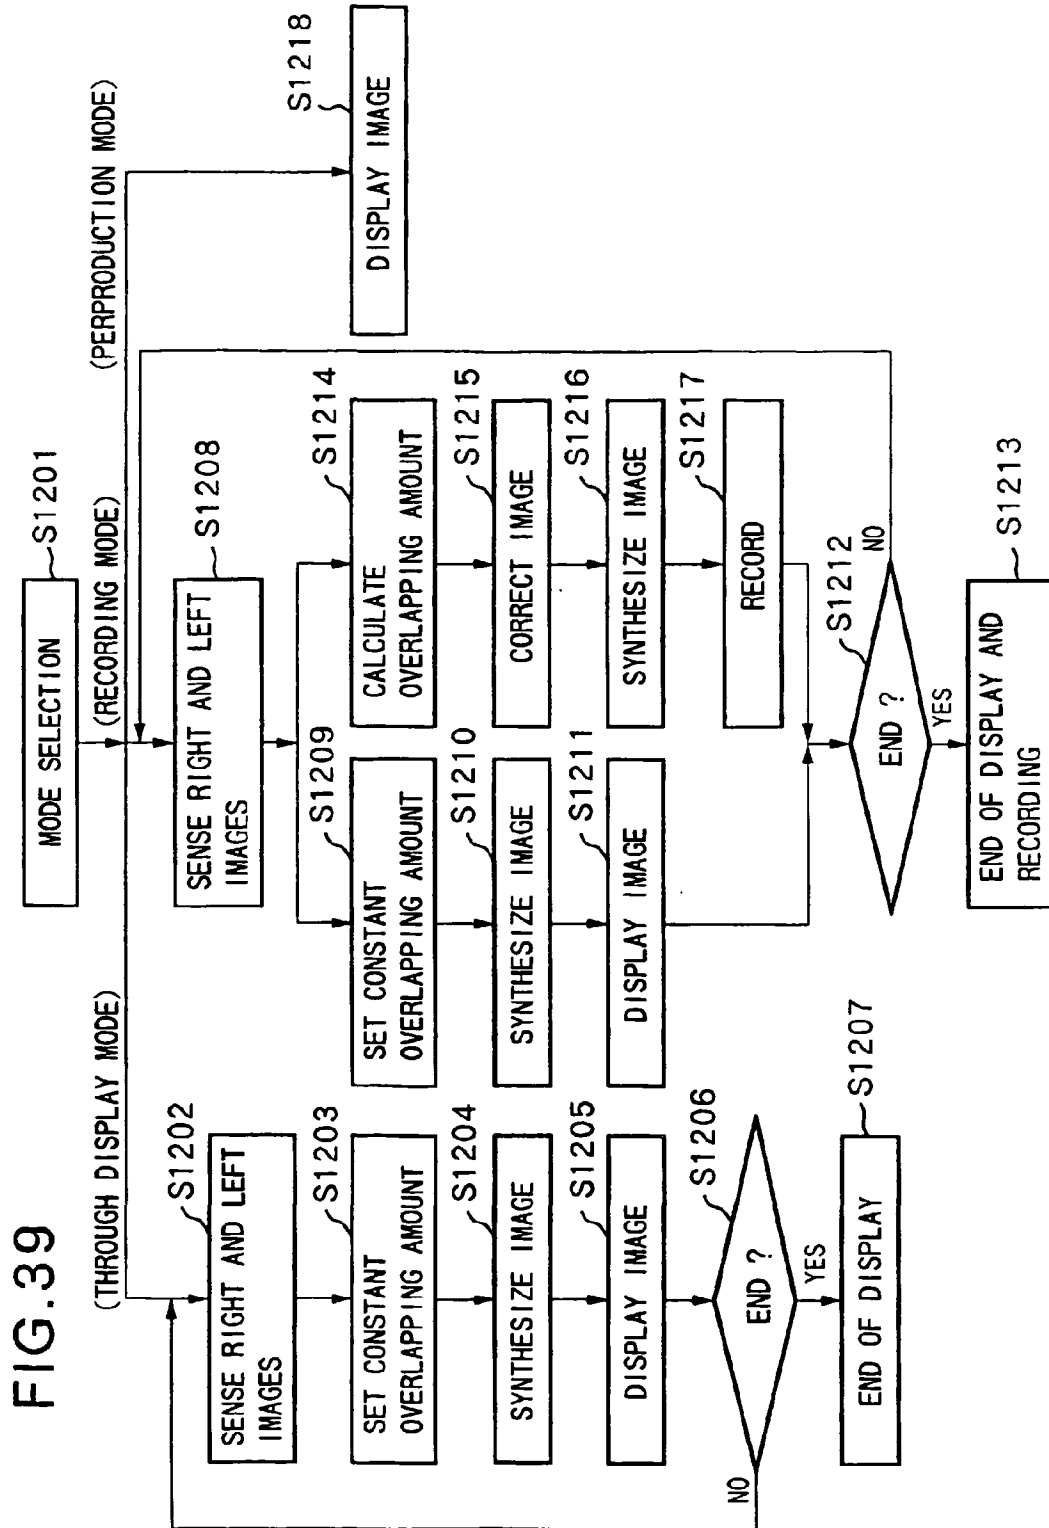 FIG.39
MODE SELECTION
S1201
(THROUGH DISPLAY MODE)
(RECORDING MODE)
(PERPRODUCTION MODE)
S1202
SENSE RIGHT AND LEFT
IMAGES
S1203
SET CONSTANT
OVERLAPPING AMOUNT
S1204
SYNTHESIZE IMAGE
S1205
DISPLAY IMAGE
S1206
END ?
NO
YES
S1207
END OF DISPLAY
S1208
SENSE RIGHT AND LEFT
IMAGES
S1209
SET CONSTANT
OVERLAPPING AMOUNT
S1210
SYNTHESIZE IMAGE
S1211
DISPLAY IMAGE
S1214
CALCULATE
OVERLAPPING AMOUNT
S1215
CORRECT IMAGE
S1216
SYNTHESIZE IMAGE
S1217
RECORD
S1212
END ?
NO
YES
S1213
END OF DISPLAY AND
RECORDING
S1218
DISPLAY IMAGE